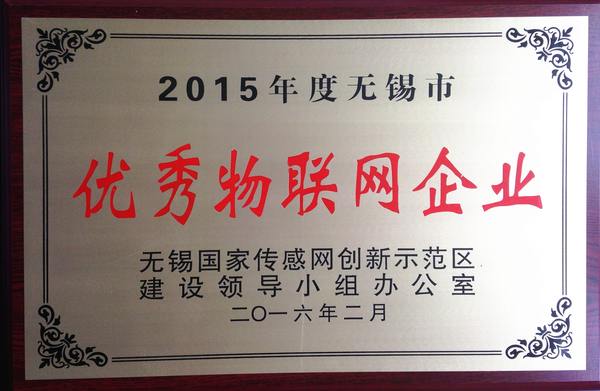 2015年度无锡市
优秀物联网企业
无锡国家传感网创新示范区
建设领导小组办公室
二〇一六年二月